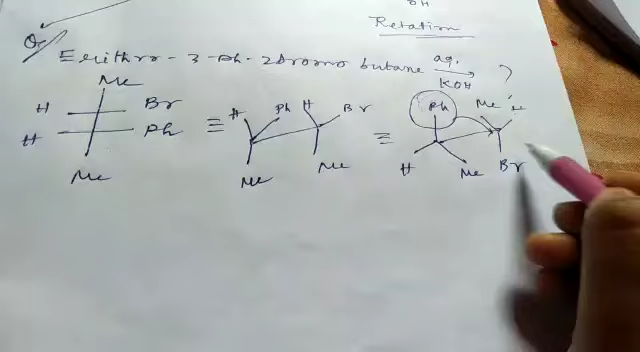 OH
Retation
Or
Erithro - 3 - Ph - 2 bromo butane aq. KOH ?
Me
H Br
H Ph
Me
≡
H Ph H Br
Me Me
≡
Ph Me H
H Me Br